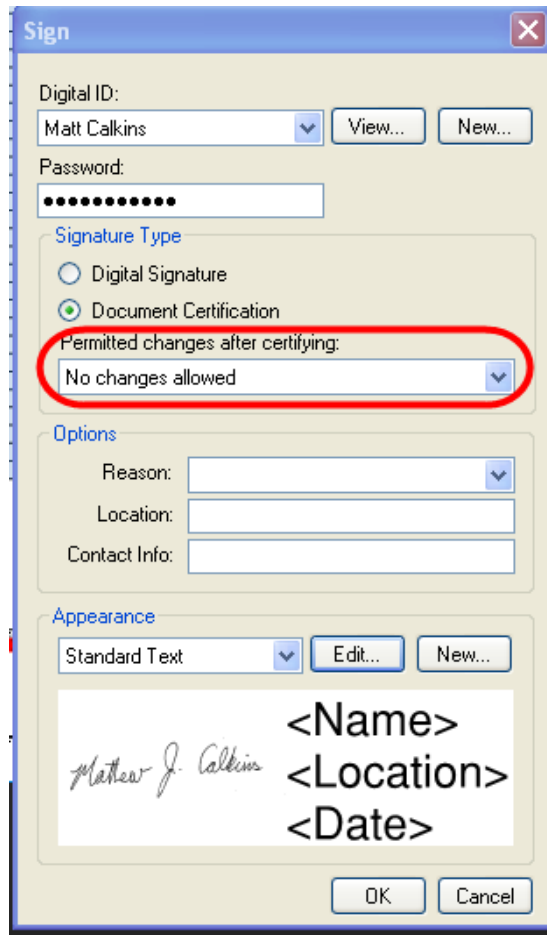 Sign
Digital ID:
Matt Calkins View... New...
Password:
•••••••••••
Signature Type
Digital Signature
Document Certification
Permitted changes after certifying:
No changes allowed
Options
Reason:
Location:
Contact Info:
Appearance
Standard Text Edit... New...
Mathew J. Calkins
<Name>
<Location>
<Date>
OK Cancel